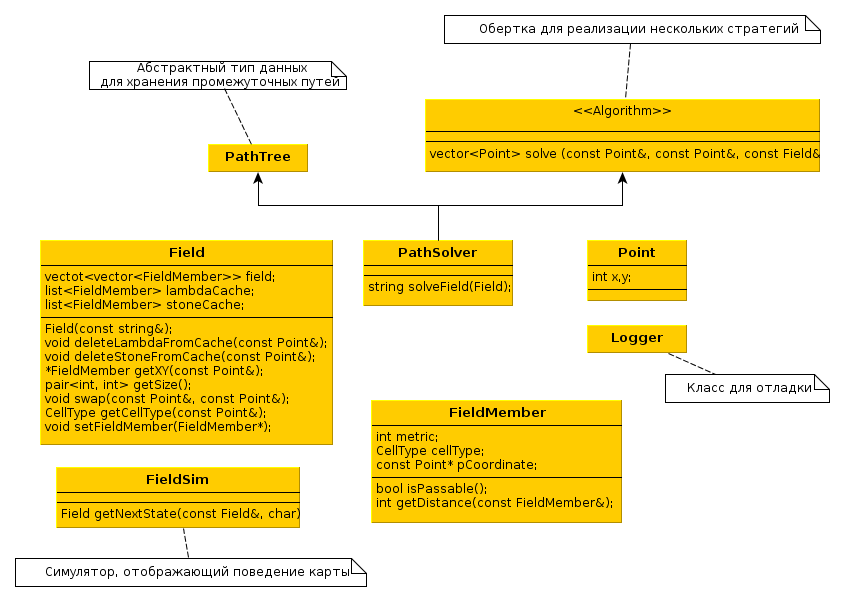 Обертка для реализации нескольких стратегий
Абстрактный тип данных
для хранения промежуточных путей
<<Algorithm>>
vector<Point> solve (const Point&, const Point&, const Field&
PathTree
Field
vectot<vector<FieldMember>> field;
list<FieldMember> lambdaCache;
list<FieldMember> stoneCache;
Field(const string&);
void deleteLambdaFromCache(const Point&);
void deleteStoneFromCache(const Point&);
*FieldMember getXY(const Point&);
pair<int, int> getSize();
void swap(const Point&, const Point&);
CellType getCellType(const Point&);
void setFieldMember(FieldMember*);
PathSolver
string solveField(Field);
Point
int x,y;
Logger
Класс для отладки
FieldMember
int metric;
CellType cellType;
const Point* pCoordinate;
bool isPassable();
int getDistance(const FieldMember&);
FieldSim
Field getNextState(const Field&, char)
Симулятор, отображающий поведение карты